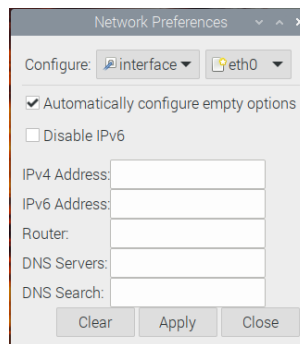 Network Preferences
Configure: interface eth0
Automatically configure empty options
Disable IPv6
IPv4 Address:
IPv6 Address:
Router:
DNS Servers:
DNS Search:
Clear Apply Close